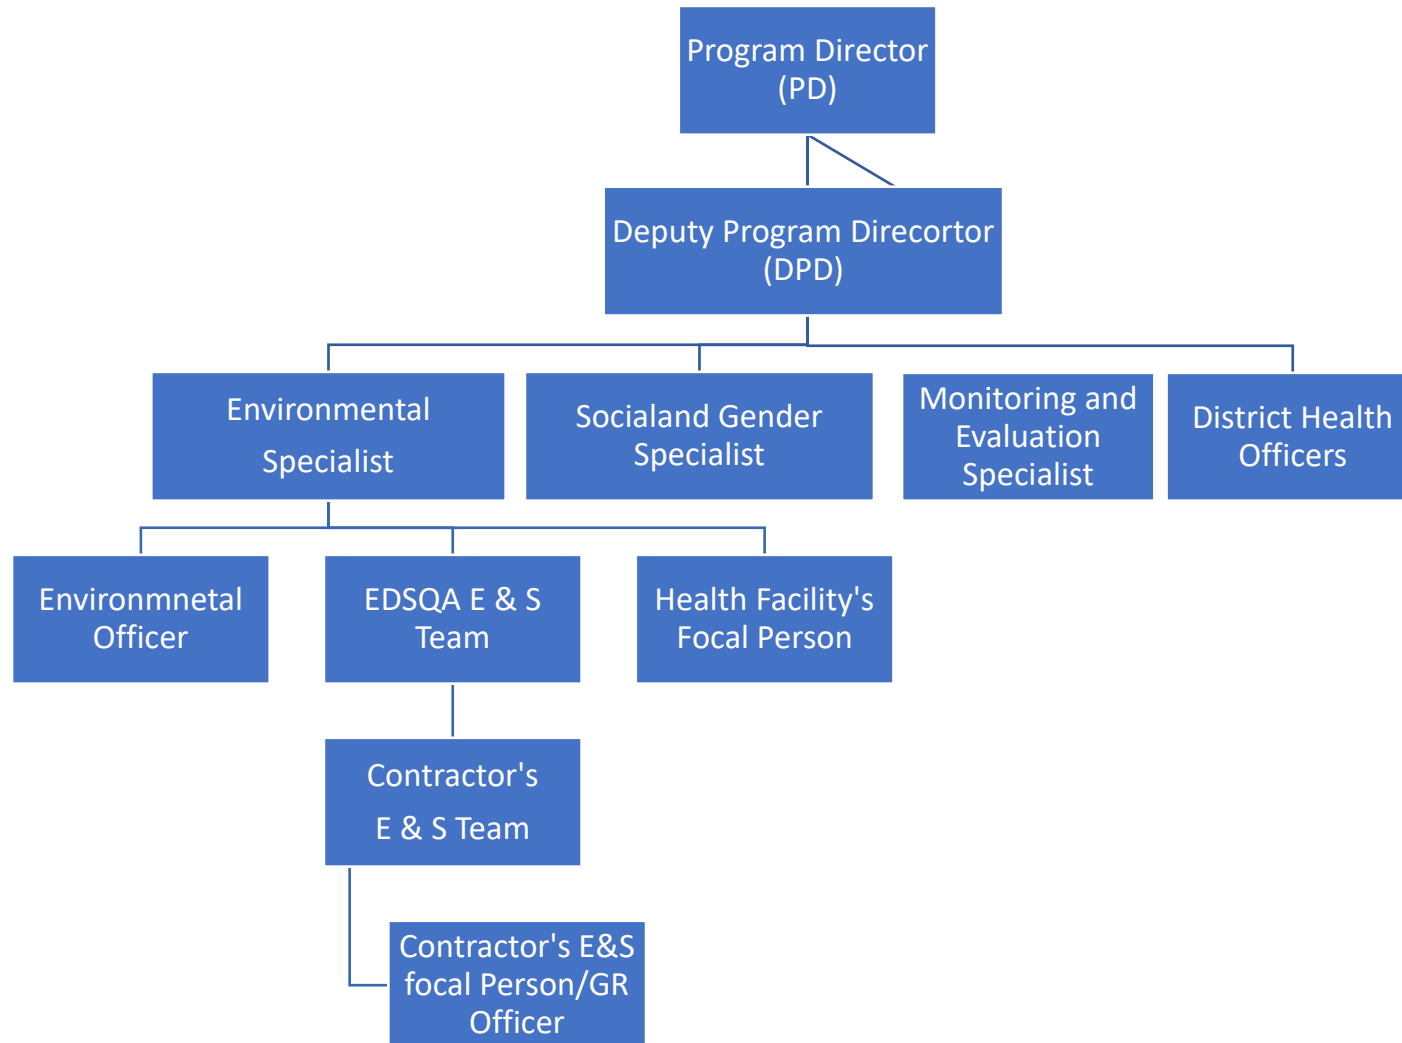 Program Director
(PD)
Deputy Program Direcortor
(DPD)
Environmental
Specialist
Socialand Gender
Specialist
Monitoring and
Evaluation
Specialist
District Health
Officers
Environmnetal
Officer
EDSQA E & S
Team
Health Facility's
Focal Person
Contractor's
E & S Team
Contractor's E&S
focal Person/GR
Officer